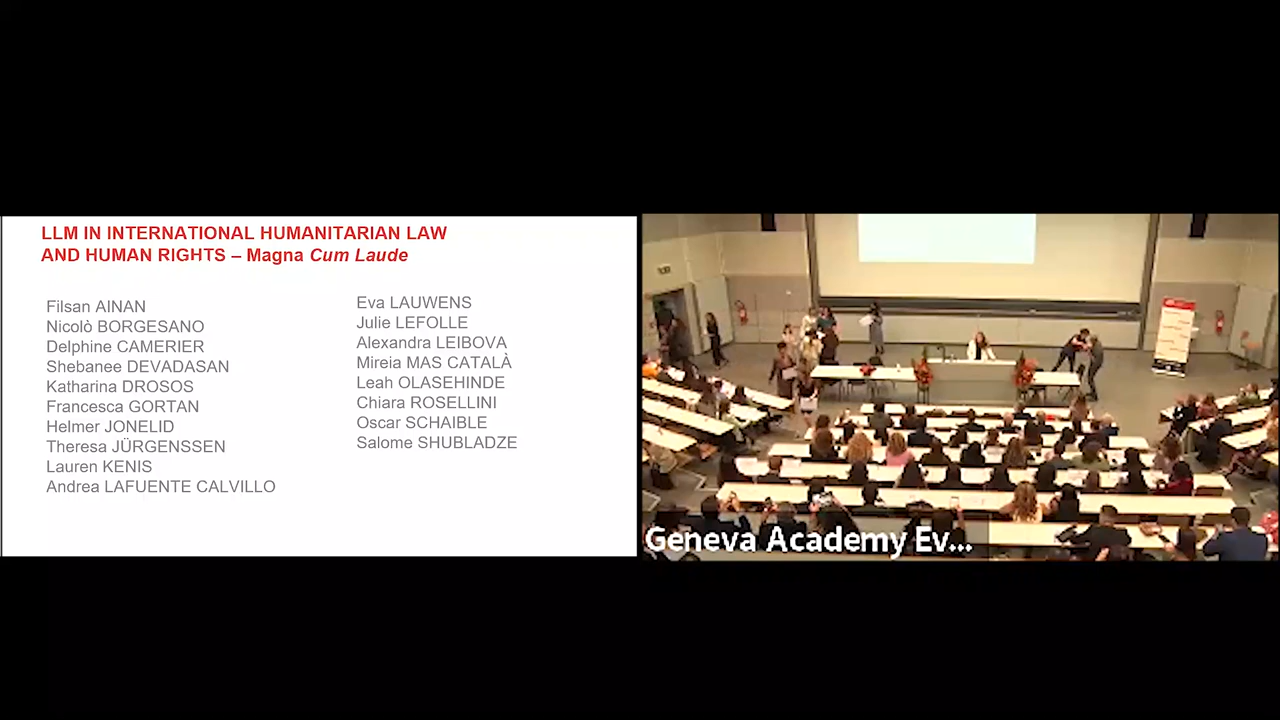 LLM IN INTERNATIONAL HUMANITARIAN LAW
AND HUMAN RIGHTS – Magna Cum Laude
Filsan AINAN
Nicolò BORGESANO
Delphine CAMERIER
Shebanee DEVADASAN
Katharina DROSOS
Francesca GORTAN
Helmer JONELID
Theresa JÜRGENSSEN
Lauren KENIS
Andrea LAFUENTE CALVILLO
Eva LAUWENS
Julie LEFOLLE
Alexandra LEIBOVA
Mireia MAS CATALÀ
Leah OLASEHINDE
Chiara ROSELLINI
Oscar SCHAIBLE
Salome SHUBLADZE
Geneva Academy Ev...